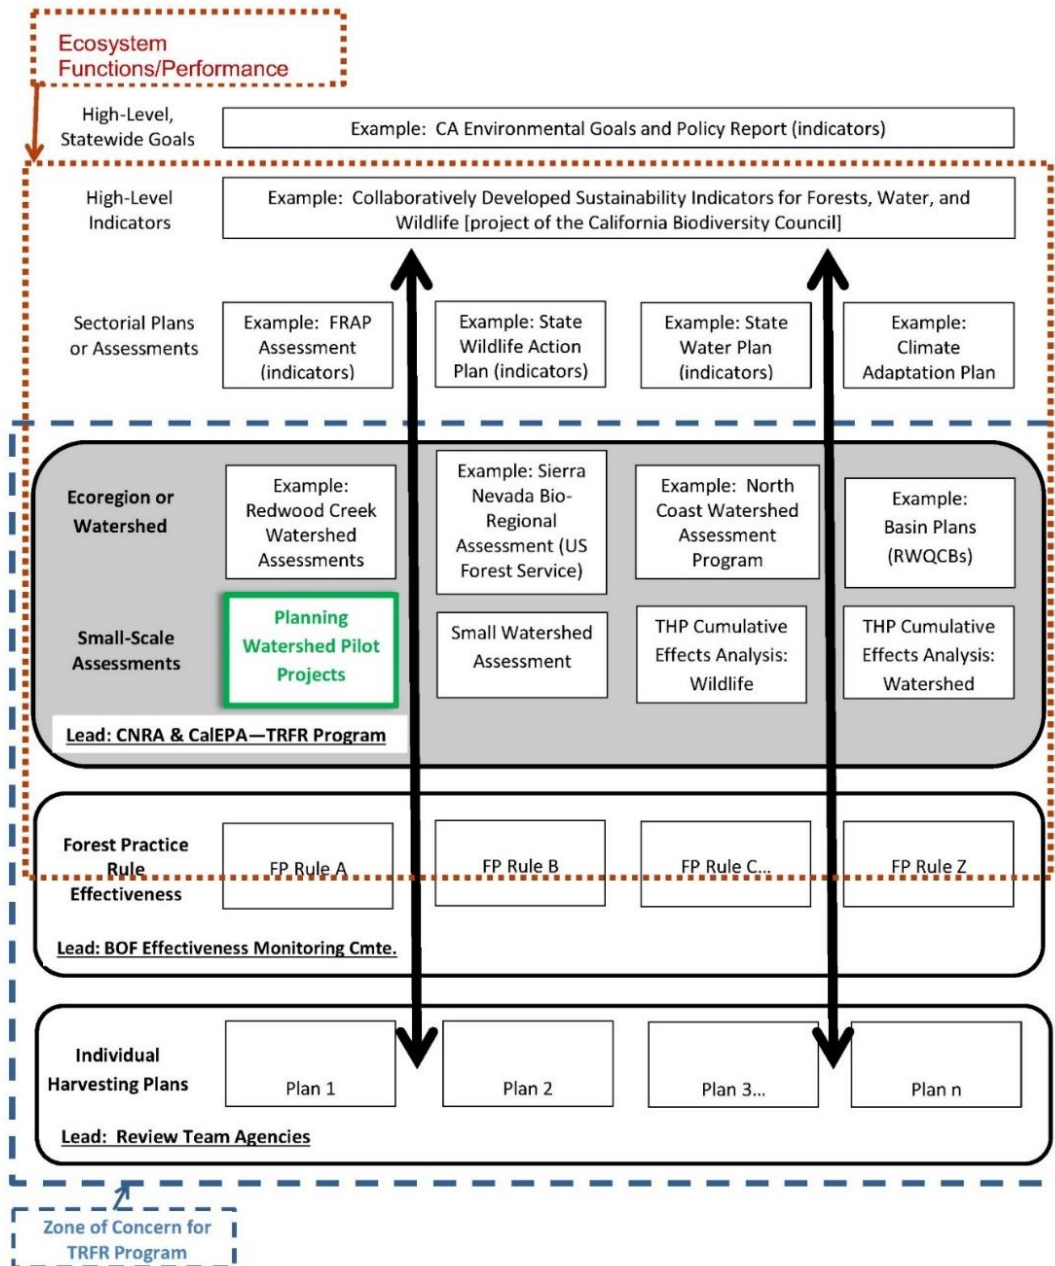 Ecosystem
Functions/Performance
High-Level,
Statewide Goals
Example: CA Environmental Goals and Policy Report (indicators)
High-Level
Indicators
Example: Collaboratively Developed Sustainability Indicators for Forests, Water, and
Wildlife [project of the California Biodiversity Council]
Sectorial Plans
or Assessments
Example: FRAP
Assessment
(indicators)
Example: State
Wildlife Action
Plan (indicators)
Example: State
Water Plan
(indicators)
Example:
Climate
Adaptation Plan
Ecoregion or
Watershed
Example:
Redwood Creek
Watershed
Assessments
Example: Sierra
Nevada Bio-
Regional
Assessment (US
Forest Service)
Example: North
Coast Watershed
Assessment
Program
Example:
Basin Plans
(RWQCBs)
Small-Scale
Assessments
Planning
Watershed Pilot
Projects
Small Watershed
Assessment
THP Cumulative
Effects Analysis:
Wildlife
THP Cumulative
Effects Analysis:
Watershed
Lead: CNRA & CalEPA—TRFR Program
Forest Practice
Rule
Effectiveness
FP Rule A
FP Rule B
FP Rule C...
FP Rule Z
Lead: BOF Effectiveness Monitoring Cmte.
Individual
Harvesting Plans
Plan 1
Plan 2
Plan 3...
Plan n
Lead: Review Team Agencies
Zone of Concern for
TRFR Program